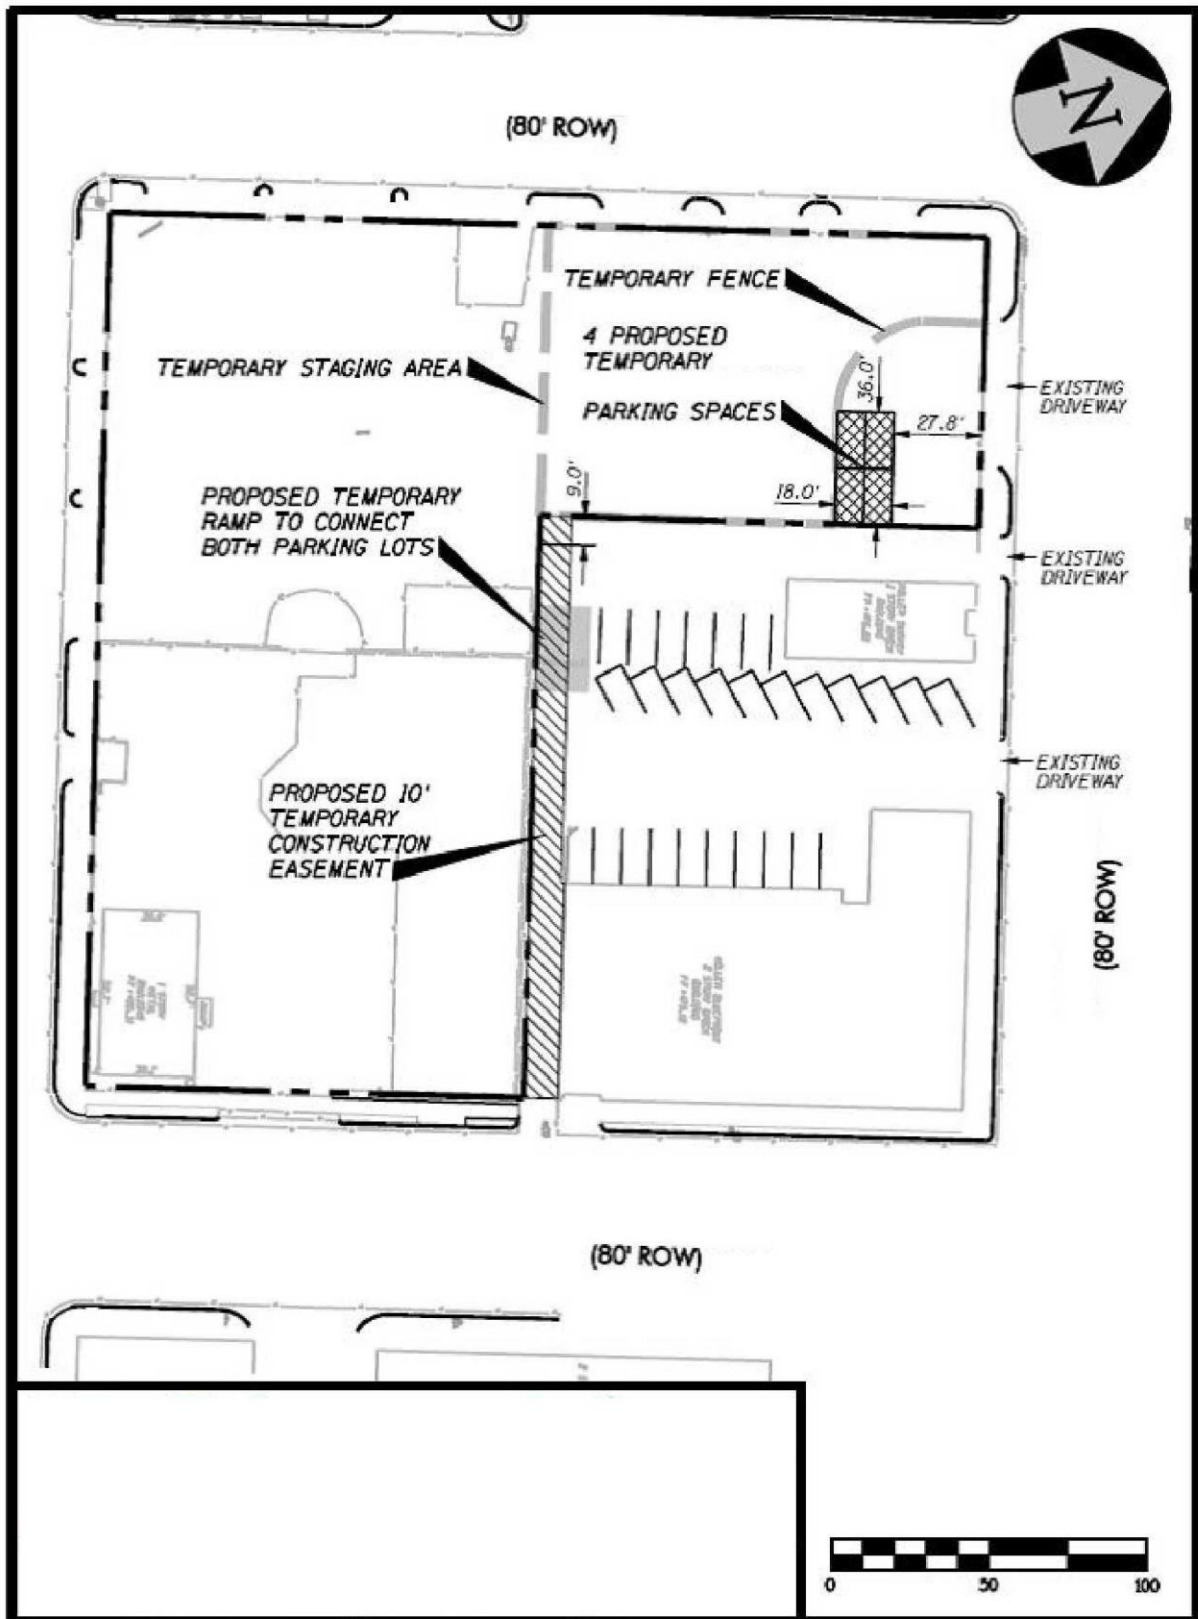 (80' ROW)
N
TEMPORARY FENCE
4 PROPOSED
TEMPORARY
PARKING SPACES
TEMPORARY STAGING AREA
36.0'
27.8'
EXISTING
DRIVEWAY
18.0'
9.0'
PROPOSED TEMPORARY
RAMP TO CONNECT
BOTH PARKING LOTS
EXISTING
DRIVEWAY
EXISTING
DRIVEWAY
PROPOSED 10'
TEMPORARY
CONSTRUCTION
EASEMENT
(80' ROW)
(80' ROW)
0 50 100